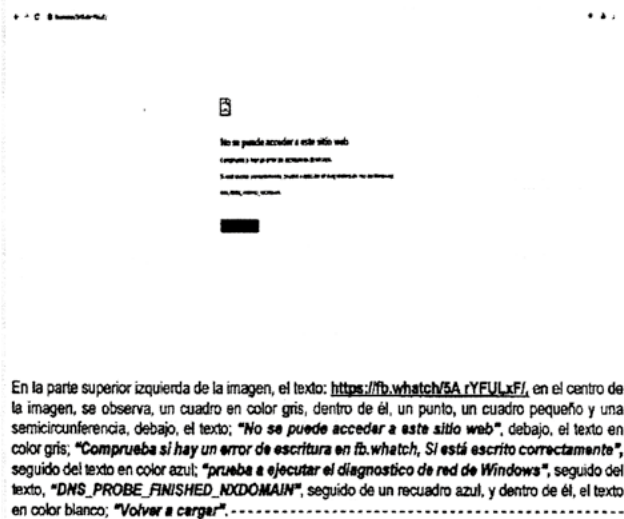 No se puede acceder a este sitio web
En la parte superior izquierda de la imagen, el texto: https://fb.whatch/5A rYFULxF/, en el centro de
la imagen, se observa, un cuadro en color gris, dentro de él, un punto, un cuadro pequeño y una
semicircunferencia, debajo, el texto; "No se puede acceder a este sitio web", debajo, el texto en
color gris; "Comprueba si hay un error de escritura en fb.whatch, Si está escrito correctamente",
seguido del texto en color azul; "prueba a ejecutar el diagnostico de red de Windows", seguido del
texto, "DNS_PROBE_FINISHED_NXDOMAIN", seguido de un recuadro azul, y dentro de él, el texto
en color blanco; "Volver a cargar".- - - - - - - - - - - - - - - - - - - - - - - - - - - - - - - - - - - - - - - - - - - - - - - -